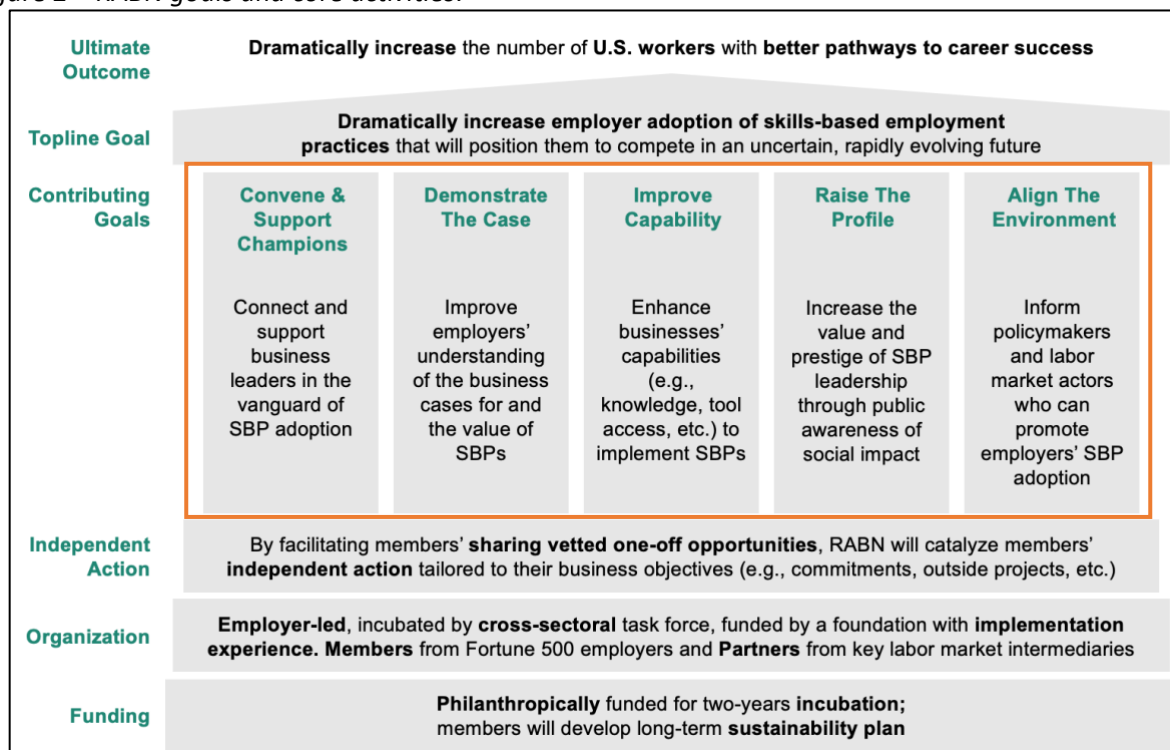 Ultimate
Outcome
Dramatically increase the number of U.S. workers with better pathways to career success
Topline Goal
Dramatically increase employer adoption of skills-based employment
practices that will position them to compete in an uncertain, rapidly evolving future
Contributing
Goals
Convene &
Support
Champions
Connect and
support
business
leaders in the
vanguard of
SBP adoption
Demonstrate
The Case
Improve
employers’
understanding
of the business
cases for and
the value of
SBPs
Improve
Capability
Enhance
businesses’
capabilities
(e.g.,
knowledge, tool
access, etc.) to
implement SBPs
Raise The
Profile
Increase the
value and
prestige of SBP
leadership
through public
awareness of
social impact
Align The
Environment
Inform
policymakers
and labor
market actors
who can
promote
employers’ SBP
adoption
Independent
Action
By facilitating members’ sharing vetted one-off opportunities, RABN will catalyze members’
independent action tailored to their business objectives (e.g., commitments, outside projects, etc.)
Organization
Employer-led, incubated by cross-sectoral task force, funded by a foundation with implementation
experience. Members from Fortune 500 employers and Partners from key labor market intermediaries
Funding
Philanthropically funded for two-years incubation;
members will develop long-term sustainability plan